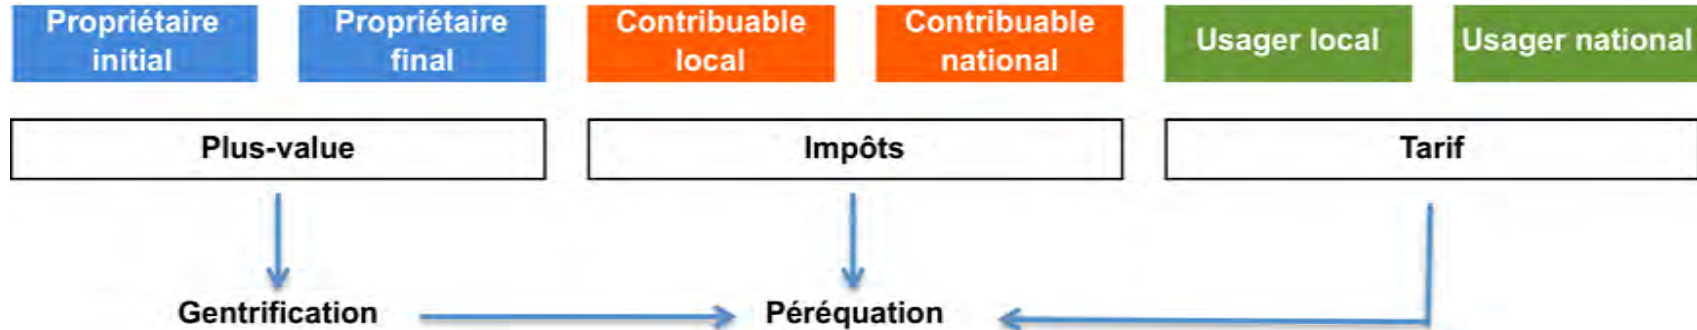 Propriétaire
initial
Propriétaire
final
Contribuable
local
Contribuable
national
Usager local
Usager national
Plus-value
Impôts
Tarif
Gentrification
Péréquation